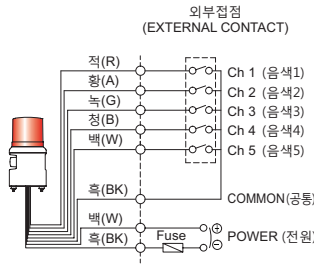 외부접점
(EXTERNAL CONTACT)
적(R)
Ch 1 (음색1)
황(A)
Ch 2 (음색2)
녹(G)
Ch 3 (음색3)
청(B)
Ch 4 (음색4)
백(W)
Ch 5 (음색5)
흑(BK)
COMMON(공통)
백(W)
흑(BK)
Fuse
⊕
⊖
POWER (전원)